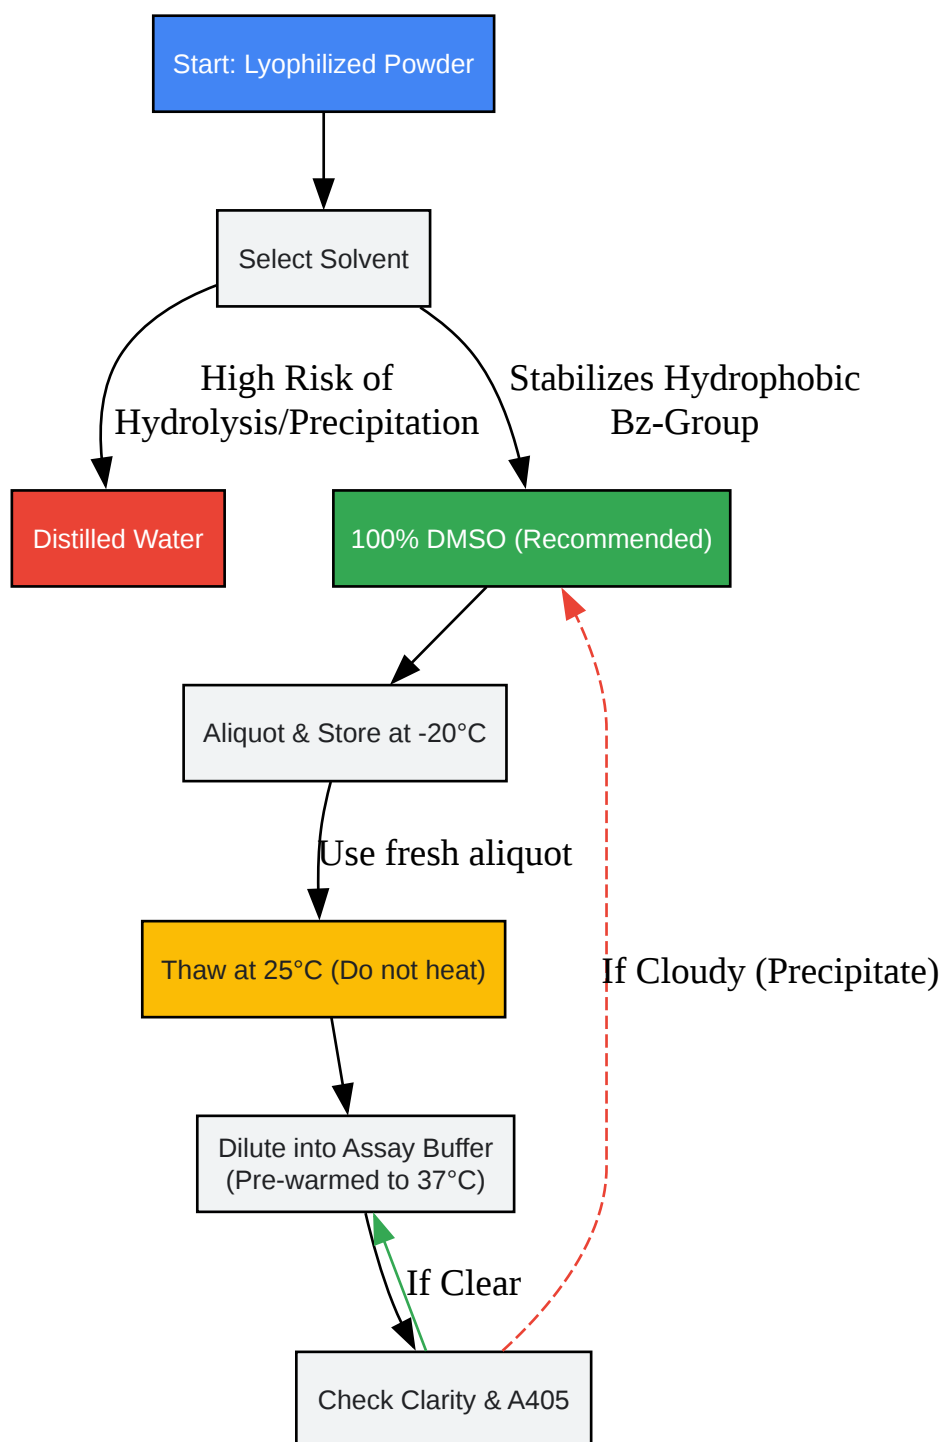 Start: Lyophilized Powder
Select Solvent
High Risk of
Hydrolysis/Precipitation
Stabilizes Hydrophobic
Bz-Group
Distilled Water
100% DMSO (Recommended)
Aliquot & Store at -20°C
Use fresh aliquot
Thaw at 25°C (Do not heat)
If Cloudy (Precipitate)
Dilute into Assay Buffer
(Pre-warmed to 37°C)
If Clear
Check Clarity & A405